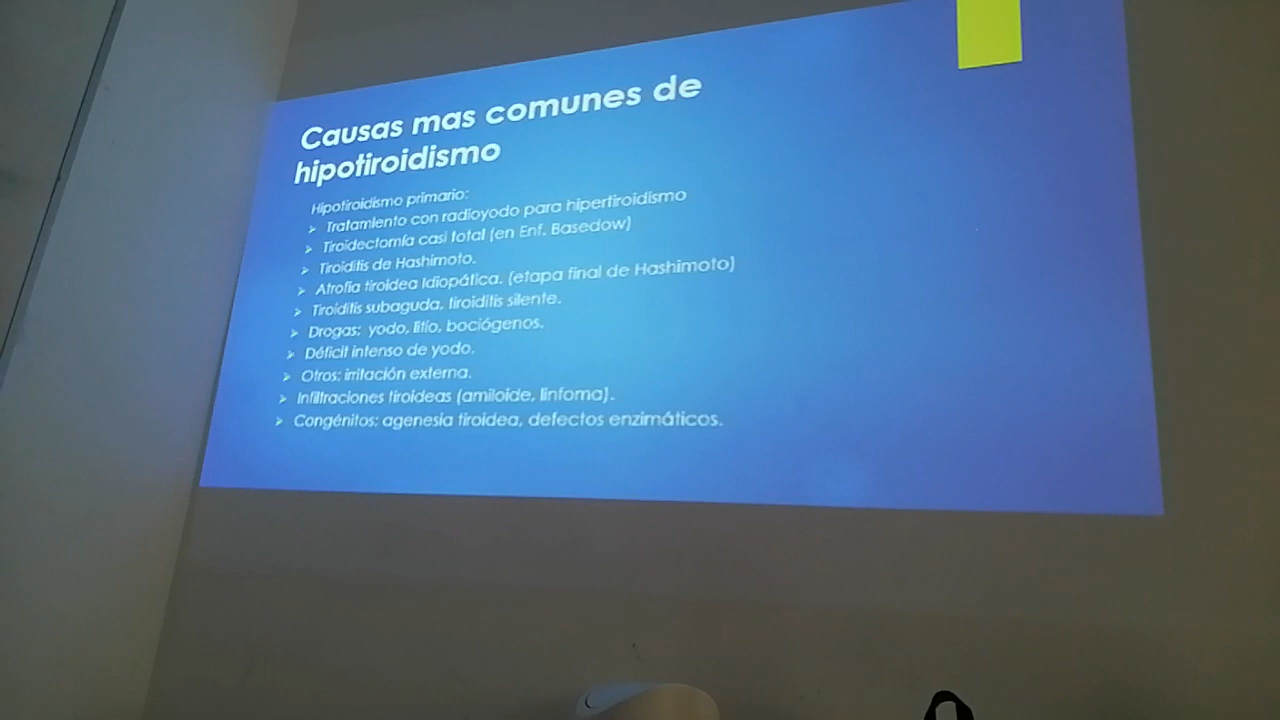 Causas mas comunes de
hipotiroidismo
Hipotiroidismo primario:
➢ Tratamiento con radioyodo para hipertiroidismo
➢ Tiroidectomía casi total (en Enf. Basedow)
➢ Tiroiditis de Hashimoto.
➢ Atrofia tiroidea Idiopática. (etapa final de Hashimoto)
➢ Tiroiditis subaguda, tiroiditis silente.
➢ Drogas: yodo, litio, bociógenos.
➢ Déficit intenso de yodo.
➢ Otros: irritación externa.
➢ Infiltraciones tiroideas (amiloide, linfoma).
➢ Congénitos: agenesia tiroidea, defectos enzimáticos.